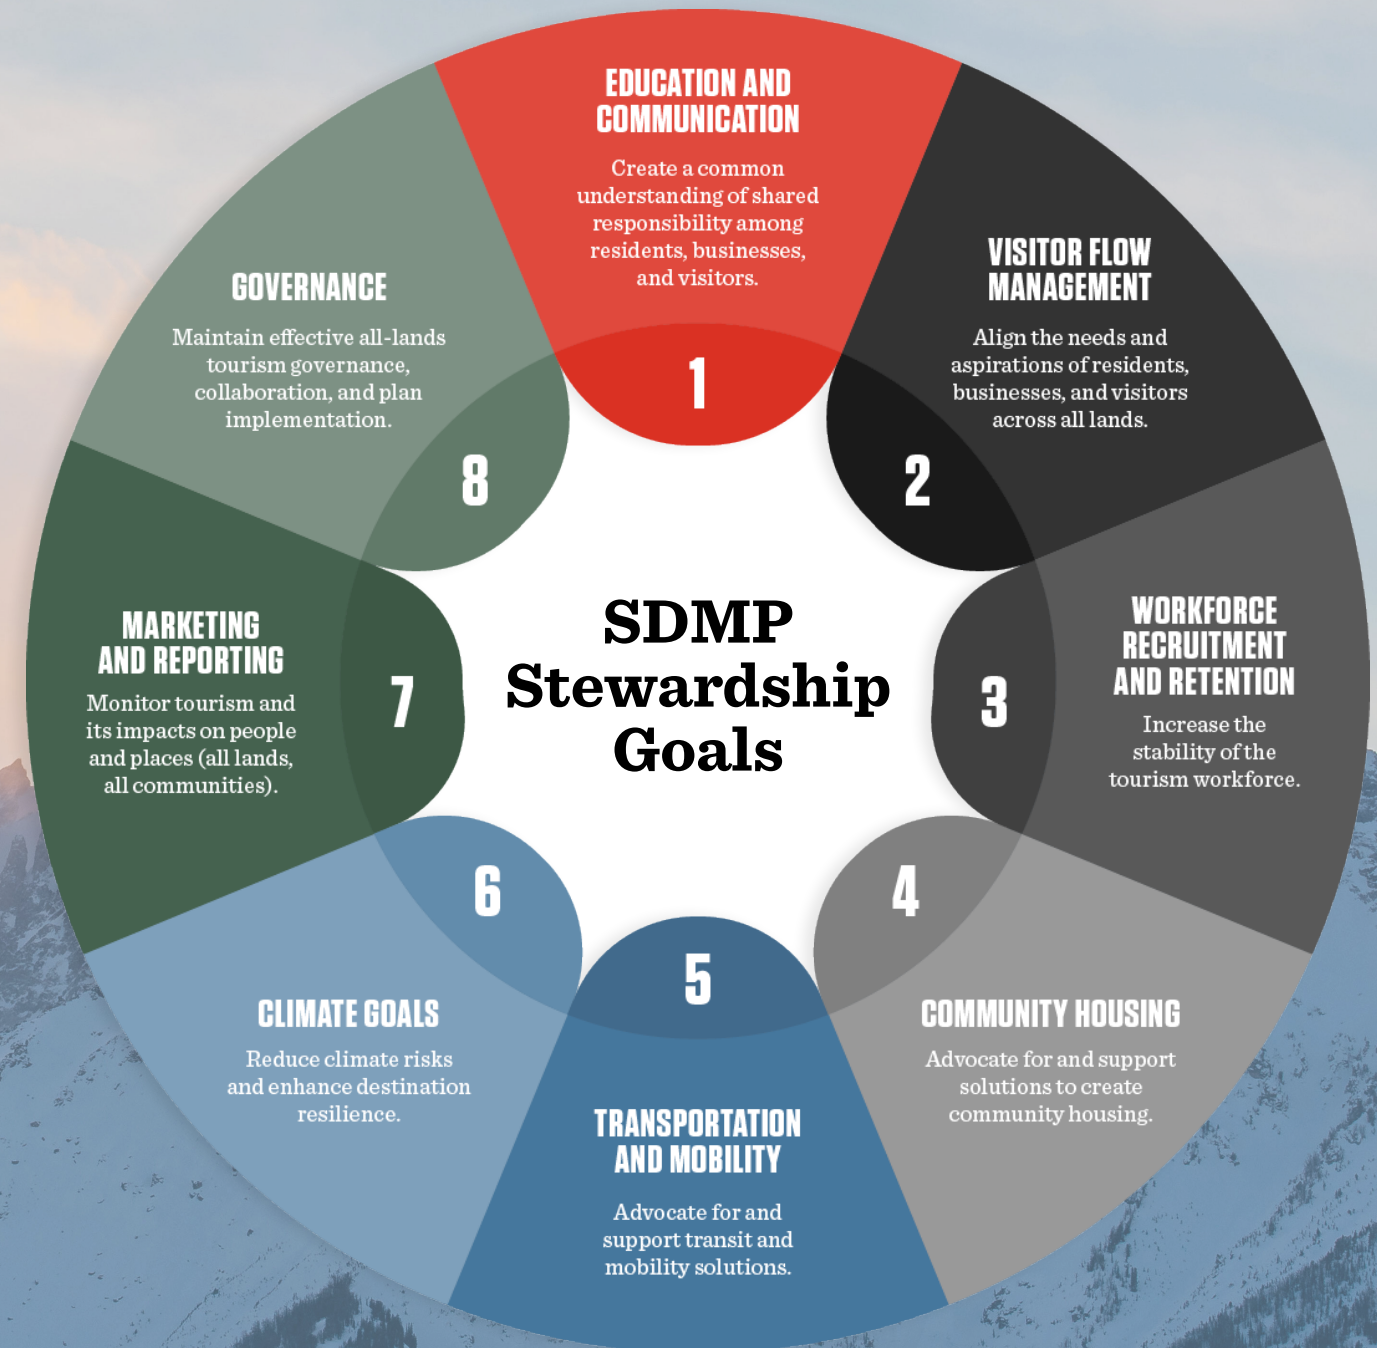 EDUCATION AND
COMMUNICATION
Create a common
understanding of shared
responsibility among
residents, businesses,
and visitors.
1
VISITOR FLOW
MANAGEMENT
Align the needs and
aspirations of residents,
businesses, and visitors
across all lands.
2
WORKFORCE
RECRUITMENT
AND RETENTION
Increase the
stability of the
tourism workforce.
3
COMMUNITY HOUSING
Advocate for and support
solutions to create
community housing.
4
TRANSPORTATION
AND MOBILITY
Advocate for and
support transit and
mobility solutions.
5
CLIMATE GOALS
Reduce climate risks
and enhance destination
resilience.
6
MARKETING
AND REPORTING
Monitor tourism and
its impacts on people
and places (all lands,
all communities).
7
GOVERNANCE
Maintain effective all-lands
tourism governance,
collaboration, and plan
implementation.
8
SDMP
Stewardship
Goals